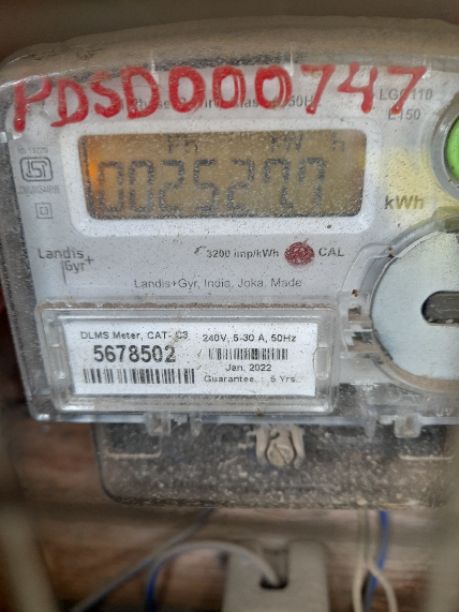 PDSD000747
LGC110
E150
0025277
kWh
Landis+
Gyr
3200 imp/kWh
CAL
Landis+Gyr, India, Joka, Made
DLMS Meter, CAT- C3
240V, 5-30 A, 50Hz
5678502
Jan. 2022
Guarantee : 5 Yrs.